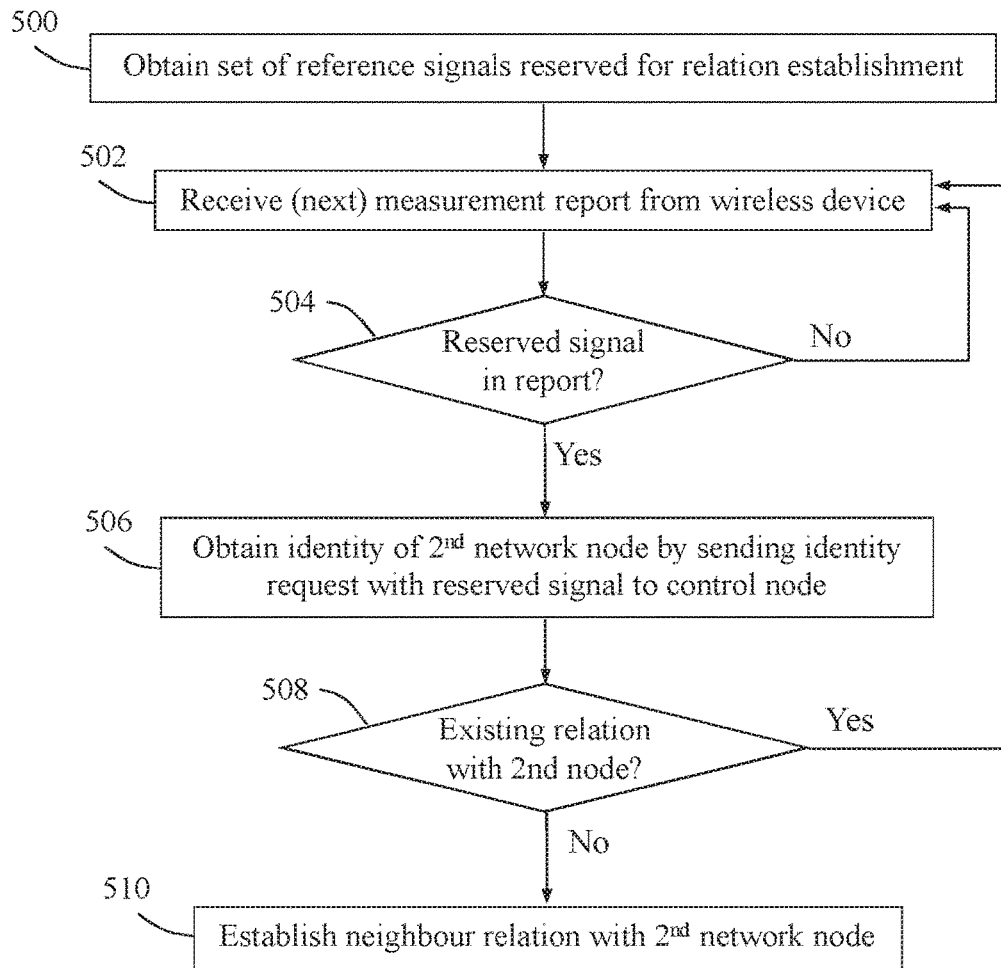 500
Obtain set of reference signals reserved for relation establishment
502
Receive (next) measurement report from wireless device
504
Reserved signal
in report?
No
Yes
506
Obtain identity of 2nd network node by sending identity
request with reserved signal to control node
508
Existing relation
with 2nd node?
Yes
No
510
Establish neighbour relation with 2nd network node